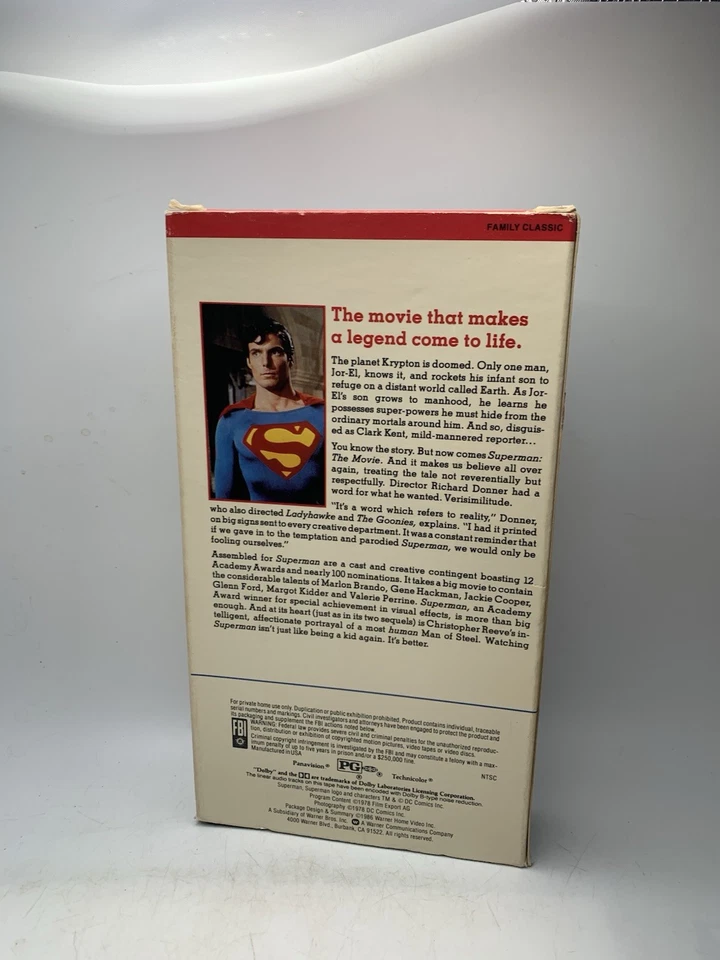 FAMILY CLASSIC
The movie that makes
a legend come to life.
The planet Krypton is doomed. Only one man,
Jor-El, knows it, and rockets his infant son to
refuge on a distant world called Earth. As Jor-
El's son grows to manhood, he learns he
possesses super-powers he must hide from the
ordinary mortals around him. And so, disguis-
ed as Clark Kent, mild-mannered reporter...
You know the story. But now comes Superman:
The Movie. And it makes us believe all over
again, treating the tale not reverentially but
respectfully. Director Richard Donner had a
word for what he wanted. Verisimilitude.
"It's a word which refers to reality," Donner,
who also directed Ladyhawke and The Goonies, explains. "I had it printed
on big signs sent to every creative department. It was a constant reminder that
if we gave in to the temptation and parodied Superman, we would only be
fooling ourselves."
Assembled for Superman are a cast and creative contingent boasting 12
Academy Awards and nearly 100 nominations. It takes a big movie to contain
the considerable talents of Marlon Brando, Gene Hackman, Jackie Cooper,
Glenn Ford, Margot Kidder and Valerie Perrine. Superman, an Academy
Award winner for special achievement in visual effects, is more than big
enough. And at its heart (just as in its two sequels) is Christopher Reeve's in-
telligent, affectionate portrayal of a most human Man of Steel. Watching
Superman isn't just like being a kid again. It's better.
For private home use only. Duplication or public exhibition prohibited. Product contains individual, traceable
serial numbers and markings. Civil investigators and attorneys have been engaged to protect the product and
its packaging and supplement the FBI actions noted below.
FBI
WARNING: Federal law provides severe civil and criminal penalties for the unauthorized reproduc-
tion, distribution or exhibition of copyrighted motion pictures, video tapes or video discs.
Criminal copyright infringement is investigated by the FBI and may constitute a felony with a max-
imum penalty of up to five years in prison and/or a $250,000 fine.
Manufactured in USA
Panavision® PG Technicolor® NTSC
"Dolby" and the DD are trademarks of Dolby Laboratories Licensing Corporation.
The linear audio tracks on this tape have been encoded with Dolby B-type noise reduction.
Superman, Superman logo and characters TM & © DC Comics Inc.
Program Content ©1978 Film Export AG
Photography ©1978 DC Comics Inc.
Package Design & Summary ©1986 Warner Home Video Inc.
A Subsidiary of Warner Bros. Inc. A Warner Communications Company
4000 Warner Blvd., Burbank, CA 91522. All rights reserved.